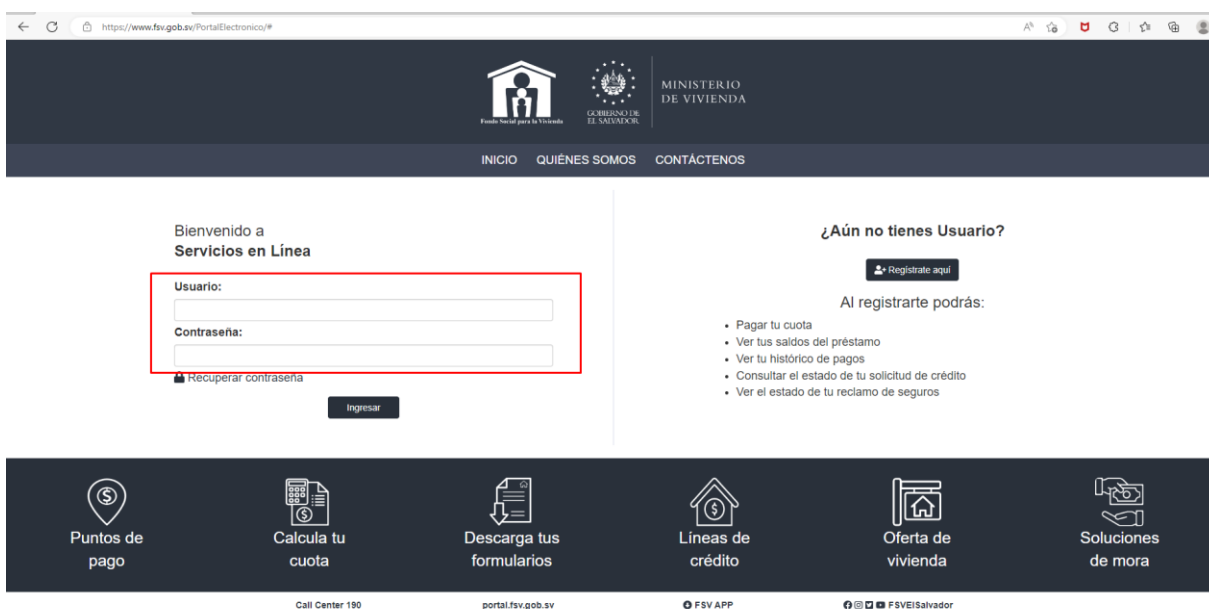 https://www.fsv.gob.sv/PortalElectronico/#
Fondo Social para la Vivienda
GOBIERNO DE
EL SALVADOR
MINISTERIO
DE VIVIENDA
INICIO QUIÉNES SOMOS CONTÁCTENOS
Bienvenido a
Servicios en Línea
Usuario:
Contraseña:
Recuperar contraseña
Ingresar
¿Aún no tienes Usuario?
Registrate aquí
Al registrarte podrás:
• Pagar tu cuota
• Ver tus saldos del préstamo
• Ver tu histórico de pagos
• Consultar el estado de tu solicitud de crédito
• Ver el estado de tu reclamo de seguros
Puntos de
pago
Calcula tu
cuota
Descarga tus
formularios
Líneas de
crédito
Oferta de
vivienda
Soluciones
de mora
Call Center 190 portal.fsv.gob.sv FSV APP FSVElSalvador